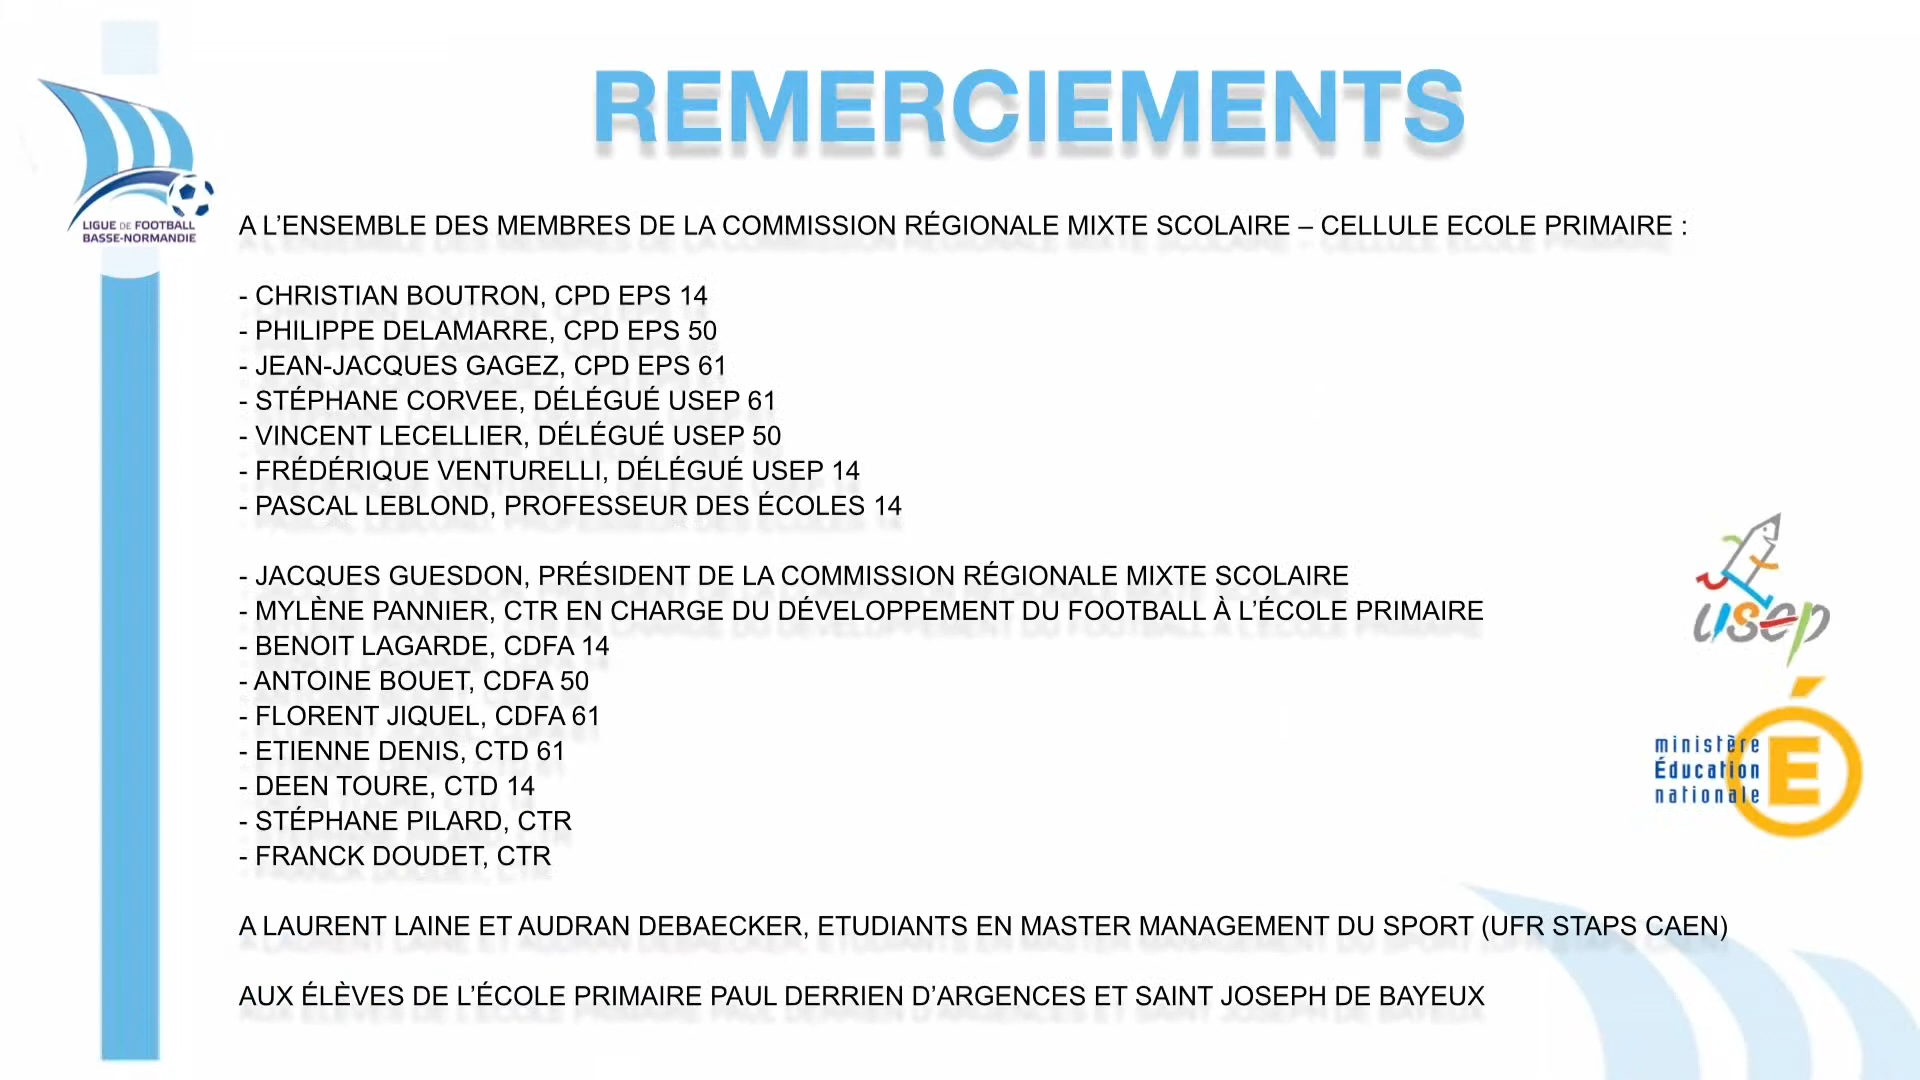 REMERCIEMENTS
LIGUE DE FOOTBALL
BASSE-NORMANDIE
A L’ENSEMBLE DES MEMBRES DE LA COMMISSION RÉGIONALE MIXTE SCOLAIRE – CELLULE ECOLE PRIMAIRE :
- CHRISTIAN BOUTRON, CPD EPS 14
- PHILIPPE DELAMARRE, CPD EPS 50
- JEAN-JACQUES GAGEZ, CPD EPS 61
- STÉPHANE CORVEE, DÉLÉGUÉ USEP 61
- VINCENT LECELLIER, DÉLÉGUÉ USEP 50
- FRÉDÉRIQUE VENTURELLI, DÉLÉGUÉ USEP 14
- PASCAL LEBLOND, PROFESSEUR DES ÉCOLES 14
- JACQUES GUESDON, PRÉSIDENT DE LA COMMISSION RÉGIONALE MIXTE SCOLAIRE
- MYLÈNE PANNIER, CTR EN CHARGE DU DÉVELOPPEMENT DU FOOTBALL À L’ÉCOLE PRIMAIRE
- BENOIT LAGARDE, CDFA 14
- ANTOINE BOUET, CDFA 50
- FLORENT JIQUEL, CDFA 61
- ETIENNE DENIS, CTD 61
- DEEN TOURE, CTD 14
- STÉPHANE PILARD, CTR
- FRANCK DOUDET, CTR
usep
ministère
Éducation
nationale
É
A LAURENT LAINE ET AUDRAN DEBAECKER, ETUDIANTS EN MASTER MANAGEMENT DU SPORT (UFR STAPS CAEN)
AUX ÉLÈVES DE L’ÉCOLE PRIMAIRE PAUL DERRIEN D’ARGENCES ET SAINT JOSEPH DE BAYEUX